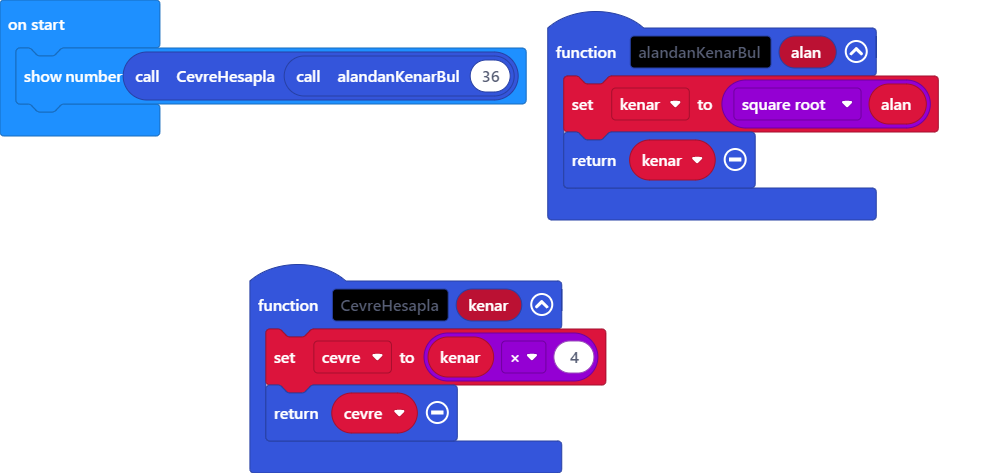 on start
show number call CevreHesapla call alandanKenarBul 36
function alandanKenarBul alan
set kenar to square root alan
return kenar
function CevreHesapla kenar
set cevre to kenar × 4
return cevre